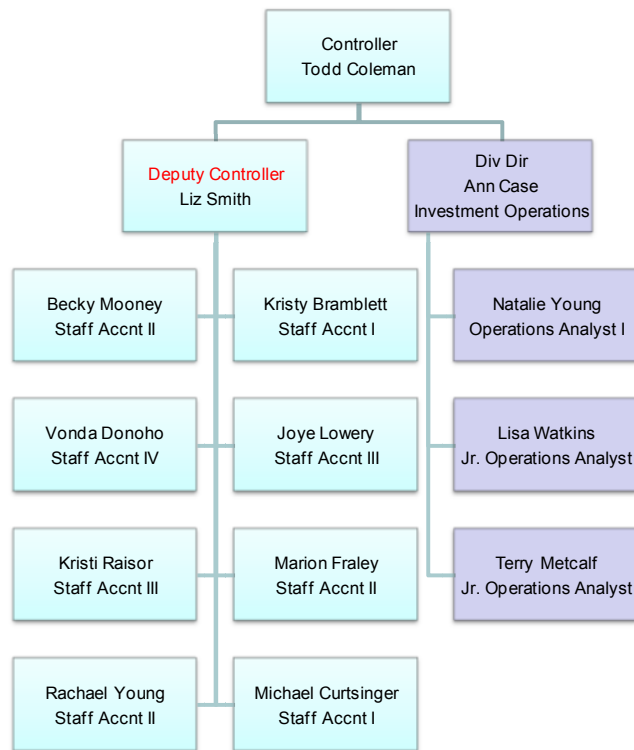 Controller
Todd Coleman
Deputy Controller
Liz Smith
Div Dir
Ann Case
Investment Operations
Becky Mooney
Staff Accnt II
Kristy Bramblett
Staff Accnt I
Natalie Young
Operations Analyst I
Vonda Donoho
Staff Accnt IV
Joye Lowery
Staff Accnt III
Lisa Watkins
Jr. Operations Analyst
Kristi Raisor
Staff Accnt III
Marion Fraley
Staff Accnt II
Terry Metcalf
Jr. Operations Analyst
Rachael Young
Staff Accnt II
Michael Curtsinger
Staff Accnt I